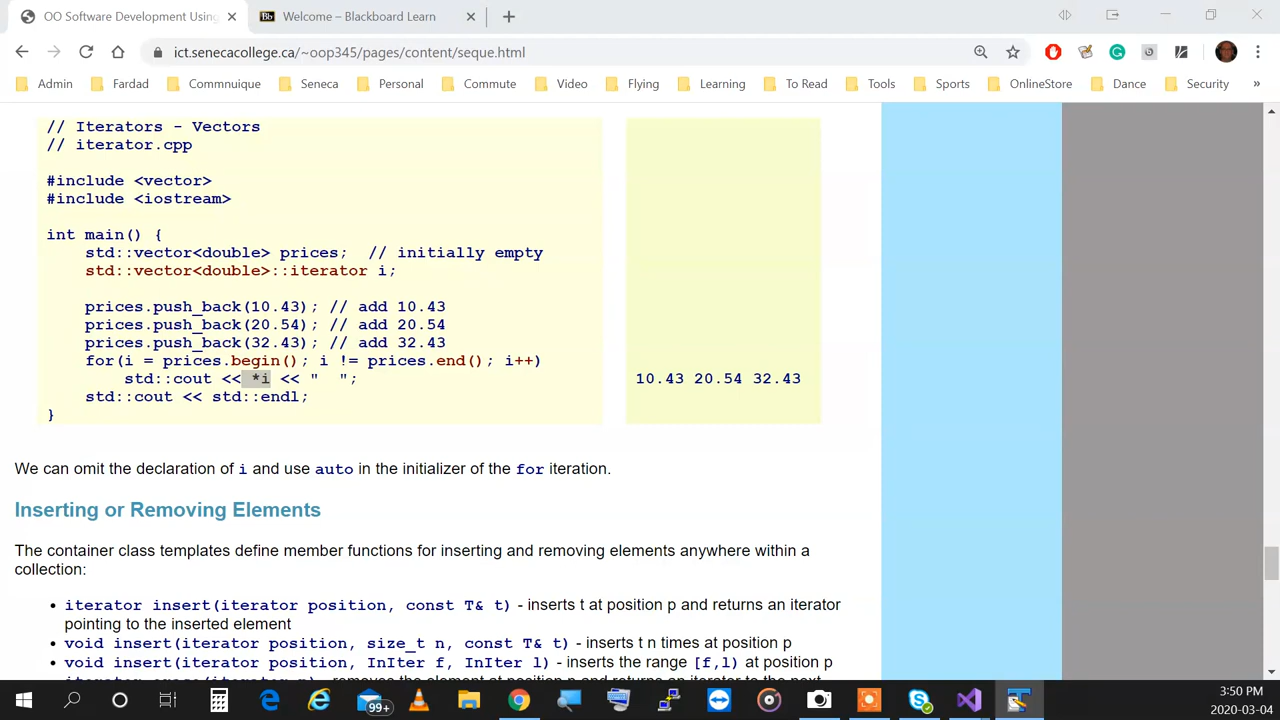 OO Software Development Using
Welcome – Blackboard Learn
ict.senecacollege.ca/~oop345/pages/content/seque.html
Admin Fardad Commnuique Seneca Personal Commute Video Flying Learning To Read Tools Sports OnlineStore Dance Security »
// Iterators - Vectors
// iterator.cpp
#include <vector>
#include <iostream>
int main() {
std::vector<double> prices;  // initially empty
std::vector<double>::iterator i;
prices.push_back(10.43); // add 10.43
prices.push_back(20.54); // add 20.54
prices.push_back(32.43); // add 32.43
for(i = prices.begin(); i != prices.end(); i++)
std::cout << *i << "  ";
10.43 20.54 32.43
std::cout << std::endl;
}
We can omit the declaration of i and use auto in the initializer of the for iteration.
Inserting or Removing Elements
The container class templates define member functions for inserting and removing elements anywhere within a
collection:
• iterator insert(iterator position, const T& t) - inserts t at position p and returns an iterator
pointing to the inserted element
• void insert(iterator position, size_t n, const T& t) - inserts t n times at position p
• void insert(iterator position, InIter f, InIter l) - inserts the range [f,l) at position p
99+
3:50 PM
2020-03-04